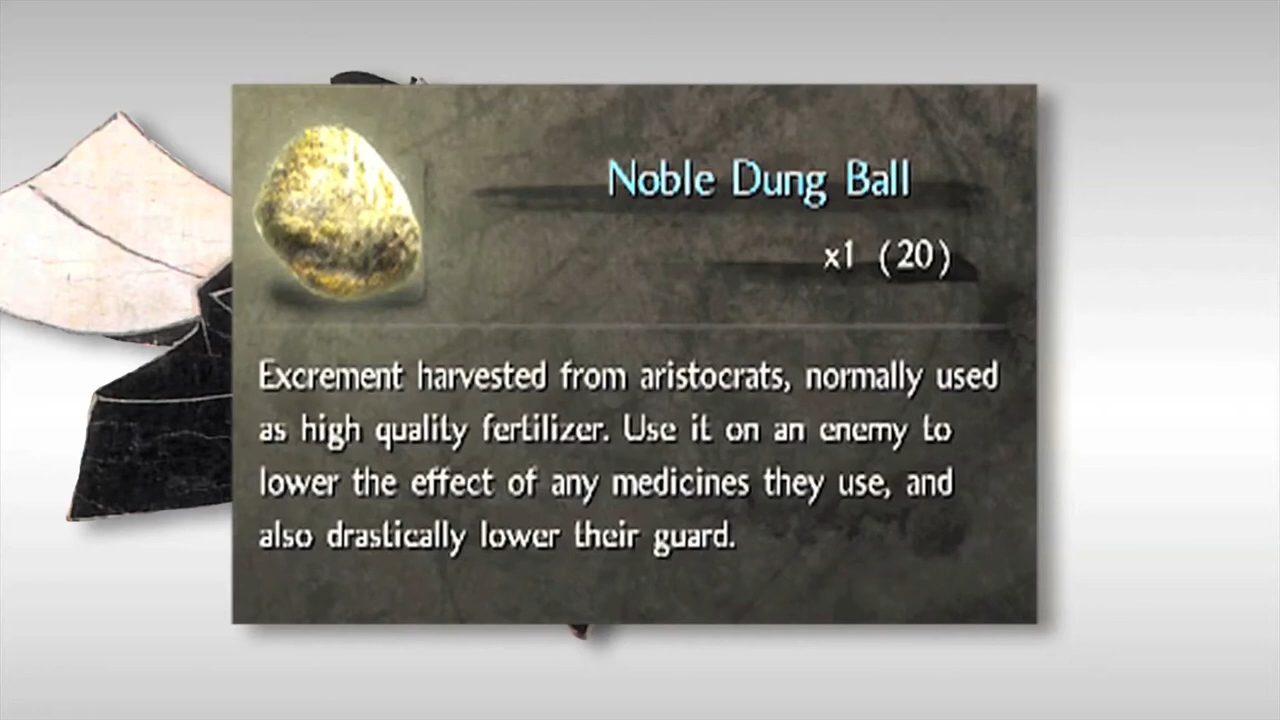 Noble Dung Ball
x1 (20)
Excrement harvested from aristocrats, normally used
as high quality fertilizer. Use it on an enemy to
lower the effect of any medicines they use, and
also drastically lower their guard.